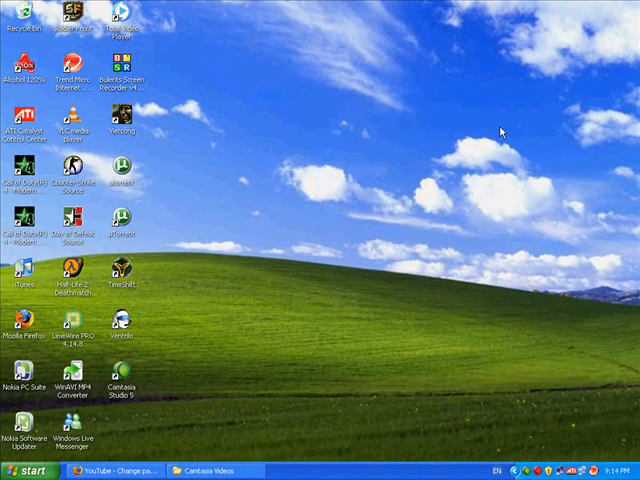 Recycle Bin
Soldier Front
Total Video
Player
Alcohol 120%
Trend Micro
Internet ...
Bulents Screen
Recorder v4...
ATI Catalyst
Control Center
VLC media
player
Vietcong
Call of Duty(R)
4 - Modern ...
Counter-Strike
Source
utorrent
Call of Duty(R)
4 - Modern ...
Day of Defeat
Source
µTorrent
iTunes
Half-Life 2
Deathmatch
TimeShift
Mozilla Firefox
LimeWire PRO
4.14.8
Ventrilo
Nokia PC Suite
WinAVI MP4
Converter
Camtasia
Studio 5
Nokia Software
Updater
Windows Live
Messenger
start
YouTube - Change pa...
Camtasia Videos
EN
ATI
9:14 PM